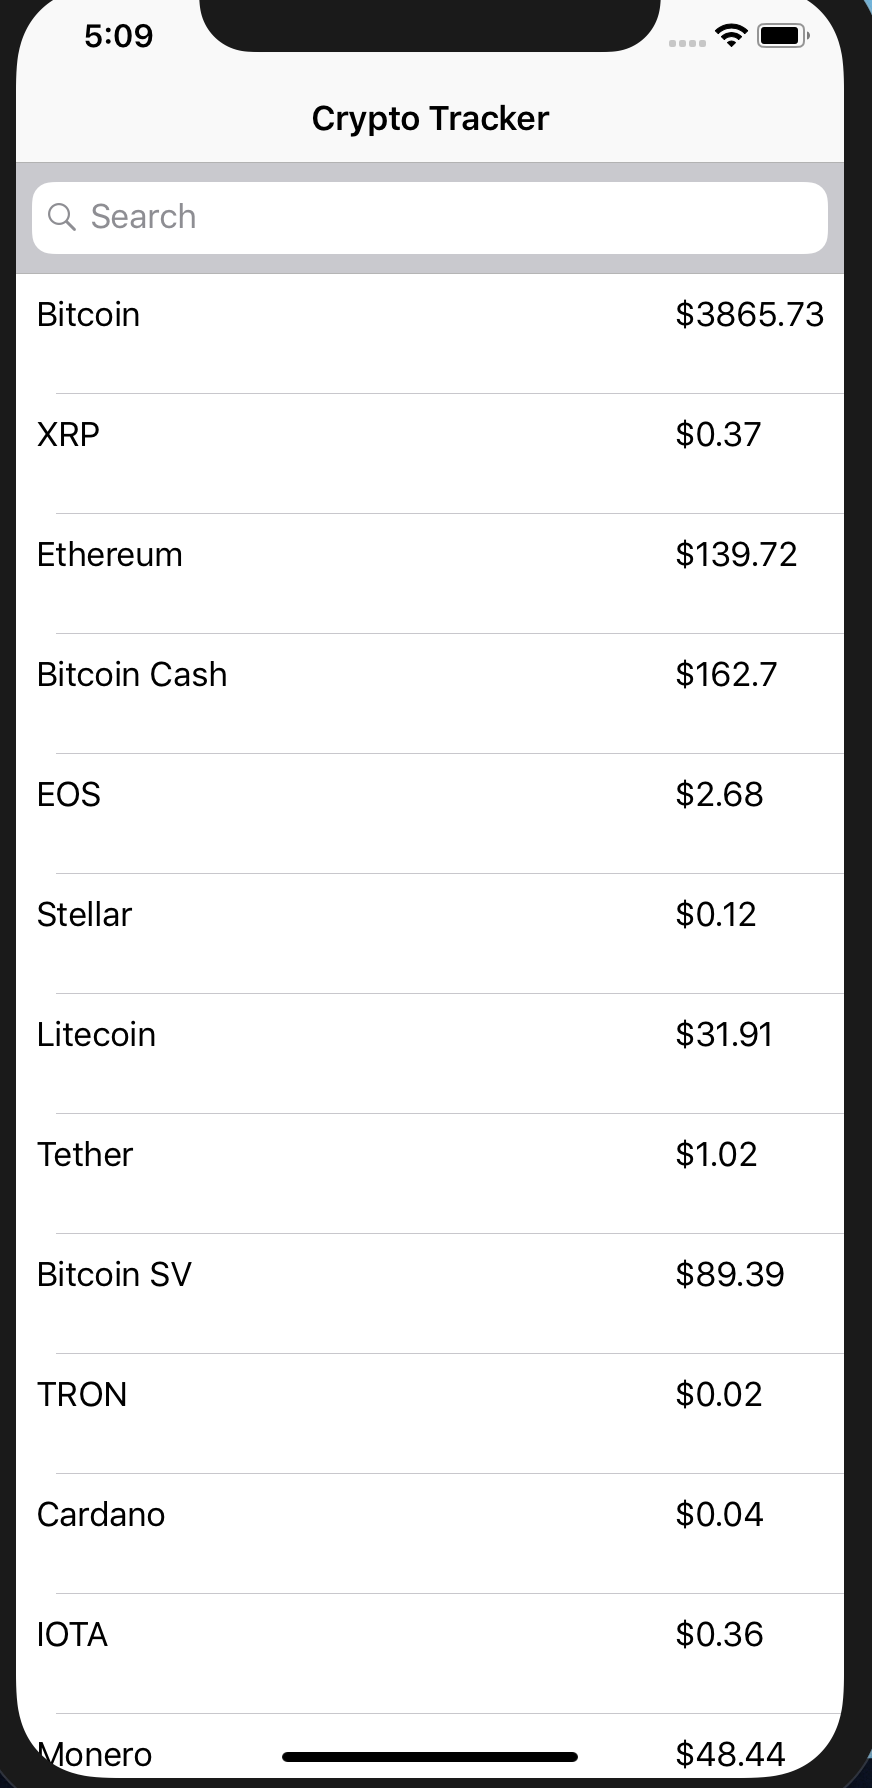 5:09
Crypto Tracker
Search
Bitcoin $3865.73
XRP $0.37
Ethereum $139.72
Bitcoin Cash $162.7
EOS $2.68
Stellar $0.12
Litecoin $31.91
Tether $1.02
Bitcoin SV $89.39
TRON $0.02
Cardano $0.04
IOTA $0.36
Monero $48.44